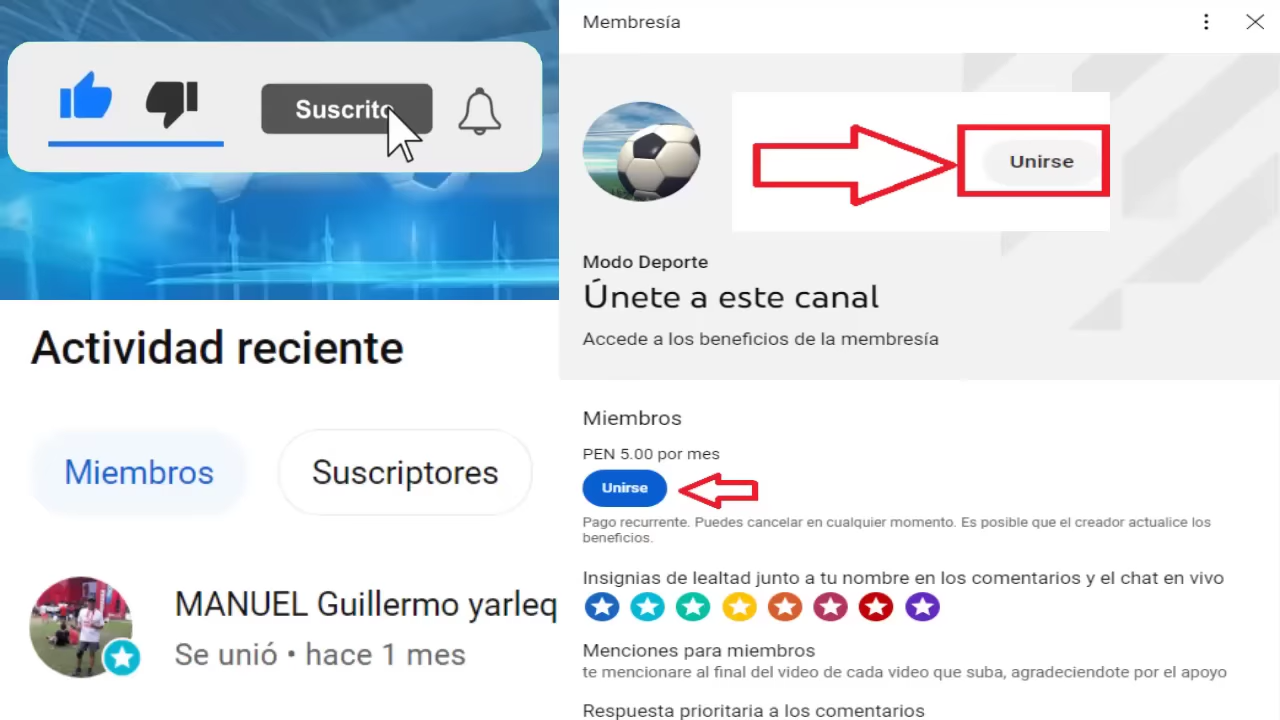 Suscrito
Actividad reciente
Miembros
Suscriptores
MANUEL Guillermo yarleq
Se unió • hace 1 mes
Membresía
Unirse
Modo Deporte
Únete a este canal
Accede a los beneficios de la membresía
Miembros
PEN 5.00 por mes
Unirse
Pago recurrente. Puedes cancelar en cualquier momento. Es posible que el creador actualice los
beneficios.
Insignias de lealtad junto a tu nombre en los comentarios y el chat en vivo
Menciones para miembros
te mencionare al final del video de cada video que suba, agradeciendote por el apoyo
Respuesta prioritaria a los comentarios